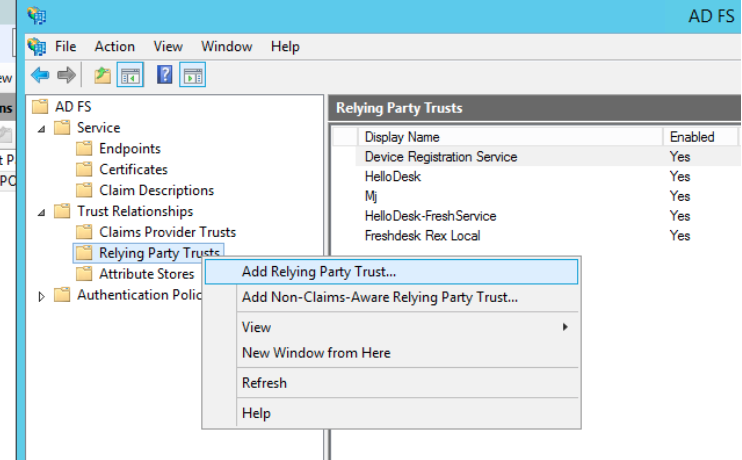 AD FS
File Action View Window Help
AD FS
Service
Endpoints
Certificates
Claim Descriptions
Trust Relationships
Claims Provider Trusts
Relying Party Trusts
Attribute Stores
Authentication Polic
Relying Party Trusts
Display Name Enabled
Device Registration Service Yes
HelloDesk Yes
Mj Yes
HelloDesk-FreshService Yes
Freshdesk Rex Local Yes
Add Relying Party Trust...
Add Non-Claims-Aware Relying Party Trust...
View
New Window from Here
Refresh
Help
ew
ns
t P
PO